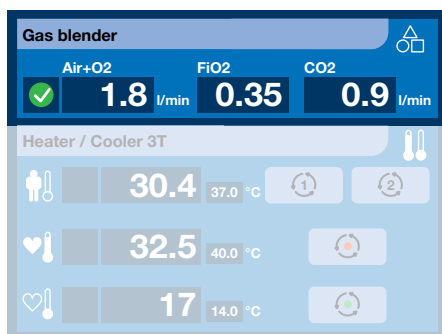 Gas blender
Air+O2 FiO2 CO2
1.8 l/min 0.35 0.9 l/min
Heater / Cooler 3T
30.4 37.0 °C 1 2
32.5 40.0 °C
17 14.0 °C